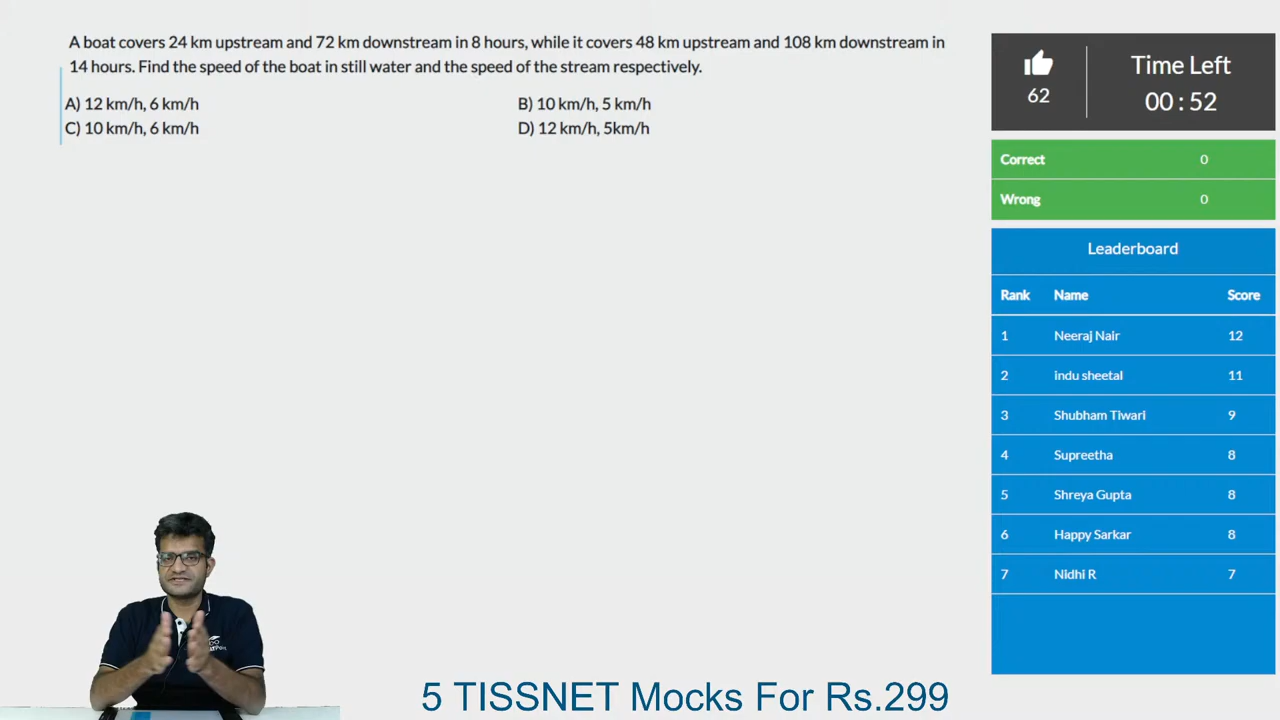 A boat covers 24 km upstream and 72 km downstream in 8 hours, while it covers 48 km upstream and 108 km downstream in
14 hours. Find the speed of the boat in still water and the speed of the stream respectively.
A) 12 km/h, 6 km/h
B) 10 km/h, 5 km/h
C) 10 km/h, 6 km/h
D) 12 km/h, 5km/h
62
Time Left
00 : 52
Correct 0
Wrong 0
Leaderboard
Rank Name Score
1 Neeraj Nair 12
2 indu sheetal 11
3 Shubham Tiwari 9
4 Supreetha 8
5 Shreya Gupta 8
6 Happy Sarkar 8
7 Nidhi R 7
5 TISSNET Mocks For Rs.299